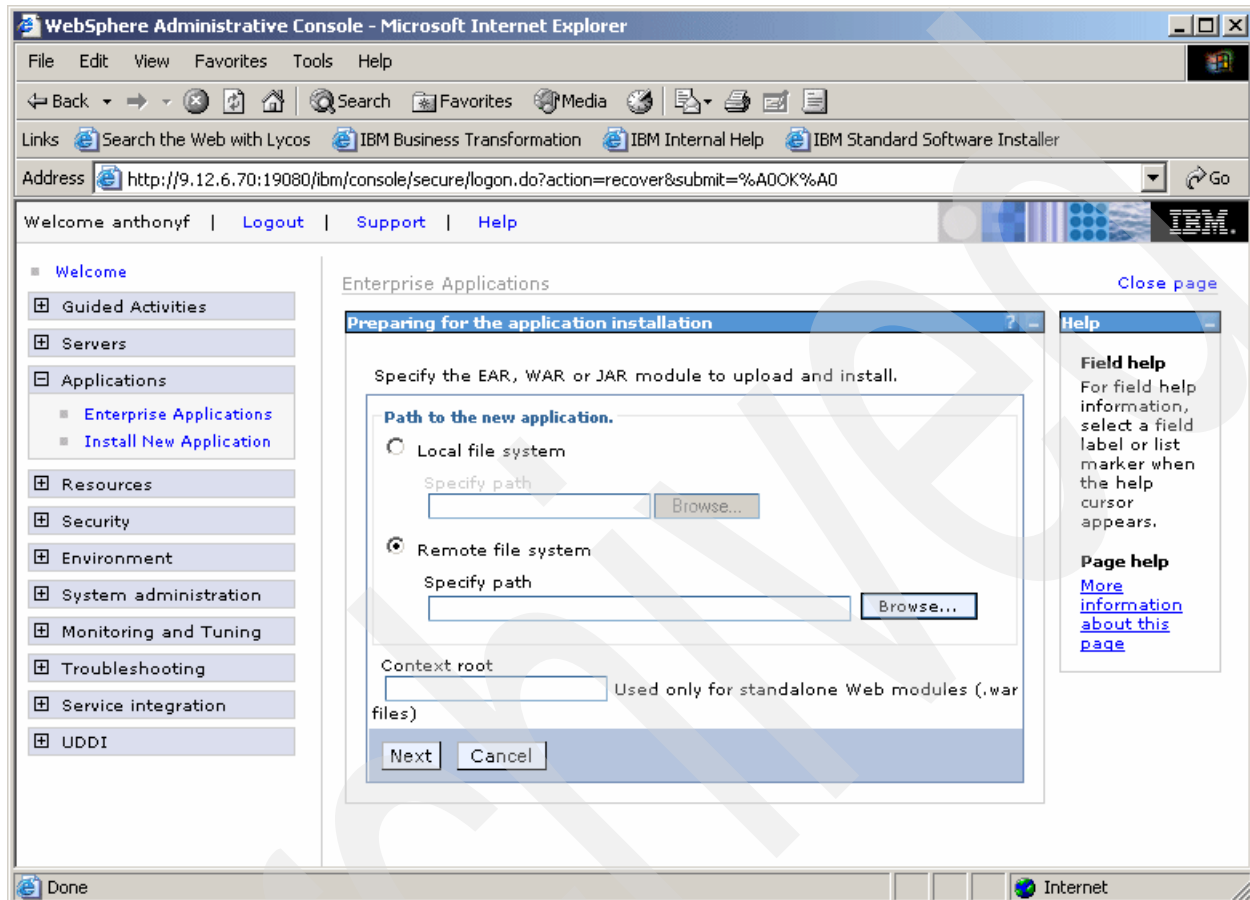 WebSphere Administrative Console - Microsoft Internet Explorer
File Edit View Favorites Tools Help
Back Search Favorites Media
Links Search the Web with Lycos IBM Business Transformation IBM Internal Help IBM Standard Software Installer
Address http://9.12.6.70:19080/ibm/console/secure/logon.do?action=recover&submit=%A0OK%A0 Go
Welcome anthonyf | Logout | Support | Help
IBM.
Welcome
Guided Activities
Servers
Applications
Enterprise Applications
Install New Application
Resources
Security
Environment
System administration
Monitoring and Tuning
Troubleshooting
Service integration
UDDI
Enterprise Applications
Close page
Preparing for the application installation ? -
Specify the EAR, WAR or JAR module to upload and install.
Path to the new application.
Local file system
Specify path
Browse...
Remote file system
Specify path
Browse...
Context root
Used only for standalone Web modules (.war
files)
Next Cancel
Help -
Field help
For field help
information,
select a field
label or list
marker when
the help
cursor
appears.
Page help
More
information
about this
page
Done
Internet